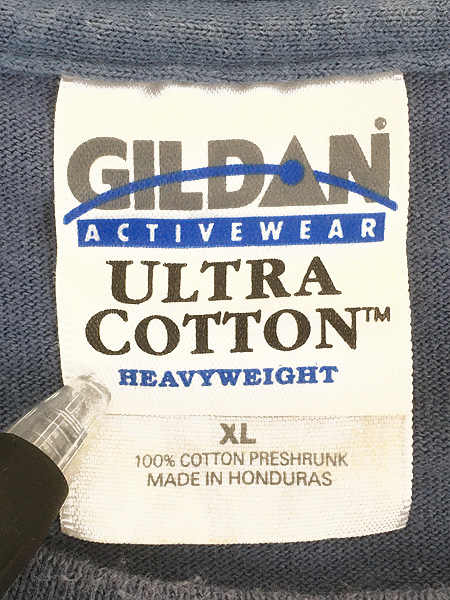 GILDAN®
ACTIVEWEAR
ULTRA
COTTON™
HEAVYWEIGHT
XL
100% COTTON PRESHRUNK
MADE IN HONDURAS